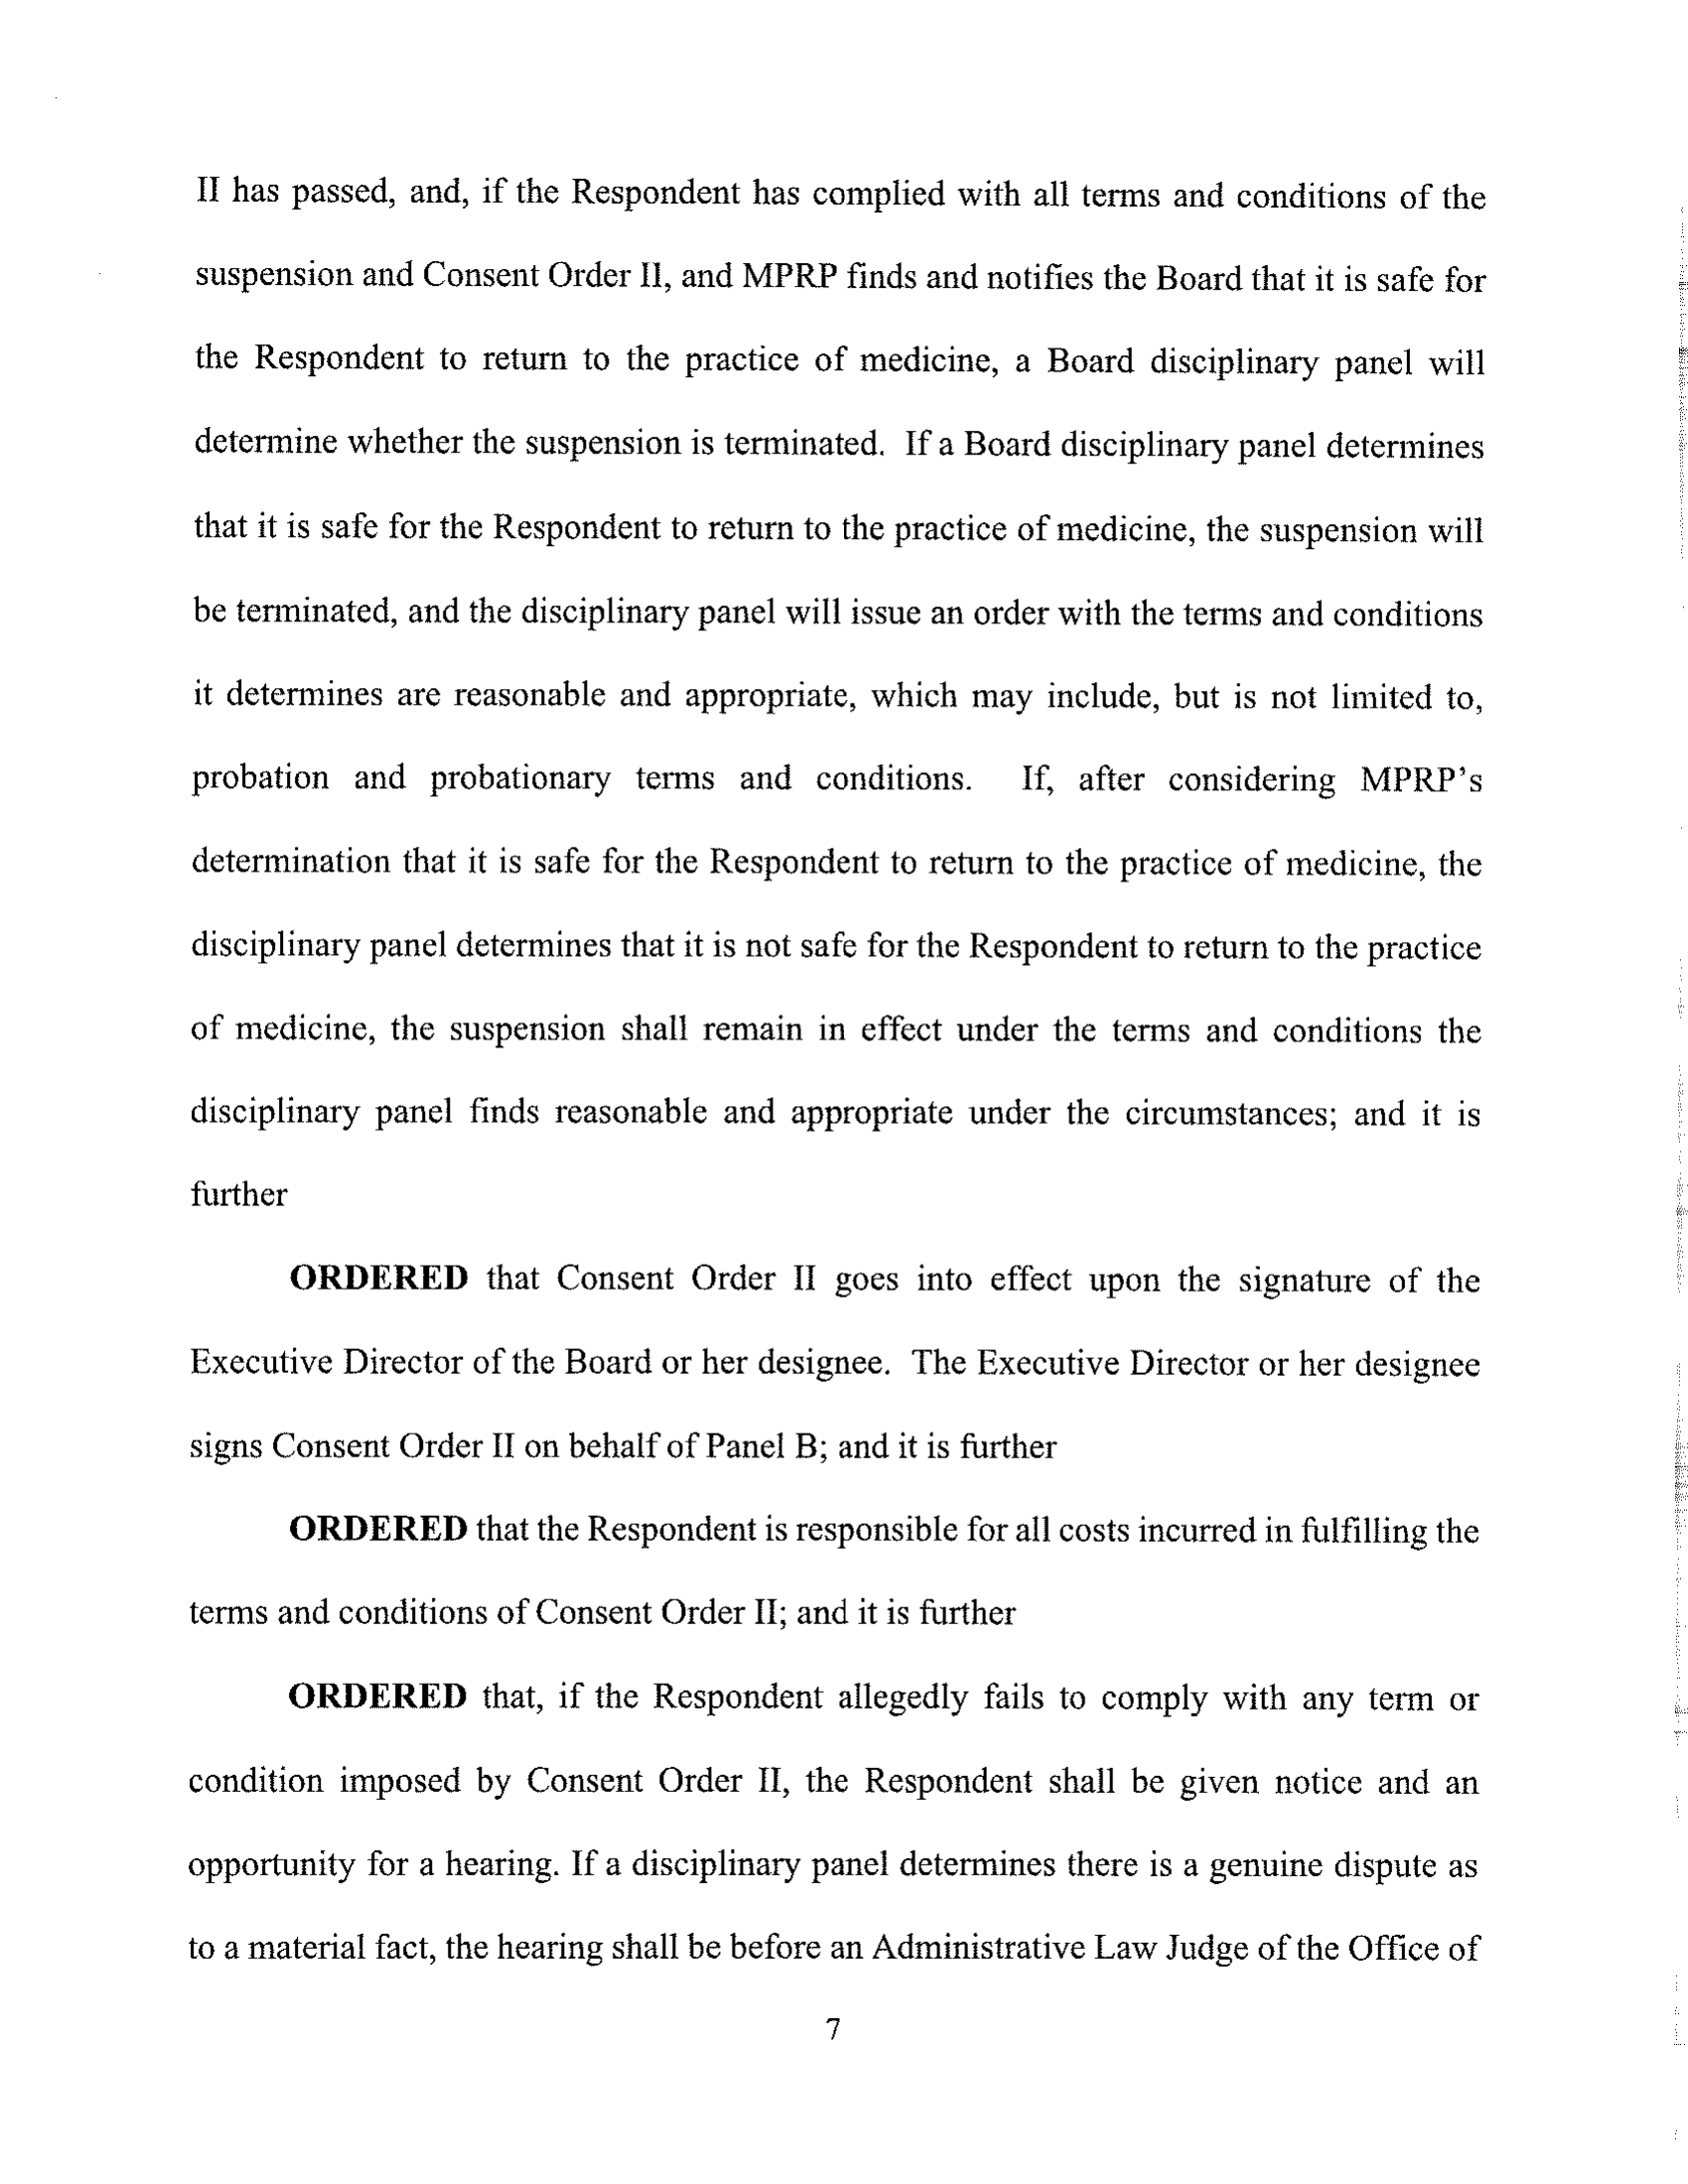 II has passed, and, if the Respondent has complied with all terms and conditions of the
suspension and Consent Order II, and MPRP finds and notifies the Board that it is safe for
the Respondent to return to the practice of medicine, a Board disciplinary panel will
determine whether the suspension is terminated. If a Board disciplinary panel determines
that it is safe for the Respondent to return to the practice of medicine, the suspension will
be terminated, and the disciplinary panel will issue an order with the terms and conditions
it determines are reasonable and appropriate, which may include, but is not limited to,
probation and probationary terms and conditions. If, after considering MPRP's
determination that it is safe for the Respondent to return to the practice of medicine, the
disciplinary panel determines that it is not safe for the Respondent to return to the practice
of medicine, the suspension shall remain in effect under the terms and conditions the
disciplinary panel finds reasonable and appropriate under the circumstances; and it is
further
ORDERED that Consent Order II goes into effect upon the signature of the
Executive Director of the Board or her designee. The Executive Director or her designee
signs Consent Order II on behalf of Panel B; and it is further
ORDERED that the Respondent is responsible for all costs incurred in fulfilling the
terms and conditions of Consent Order II; and it is further
ORDERED that, if the Respondent allegedly fails to comply with any term or
condition imposed by Consent Order II, the Respondent shall be given notice and an
opportunity for a hearing. If a disciplinary panel determines there is a genuine dispute as
to a material fact, the hearing shall be before an Administrative Law Judge of the Office of
7